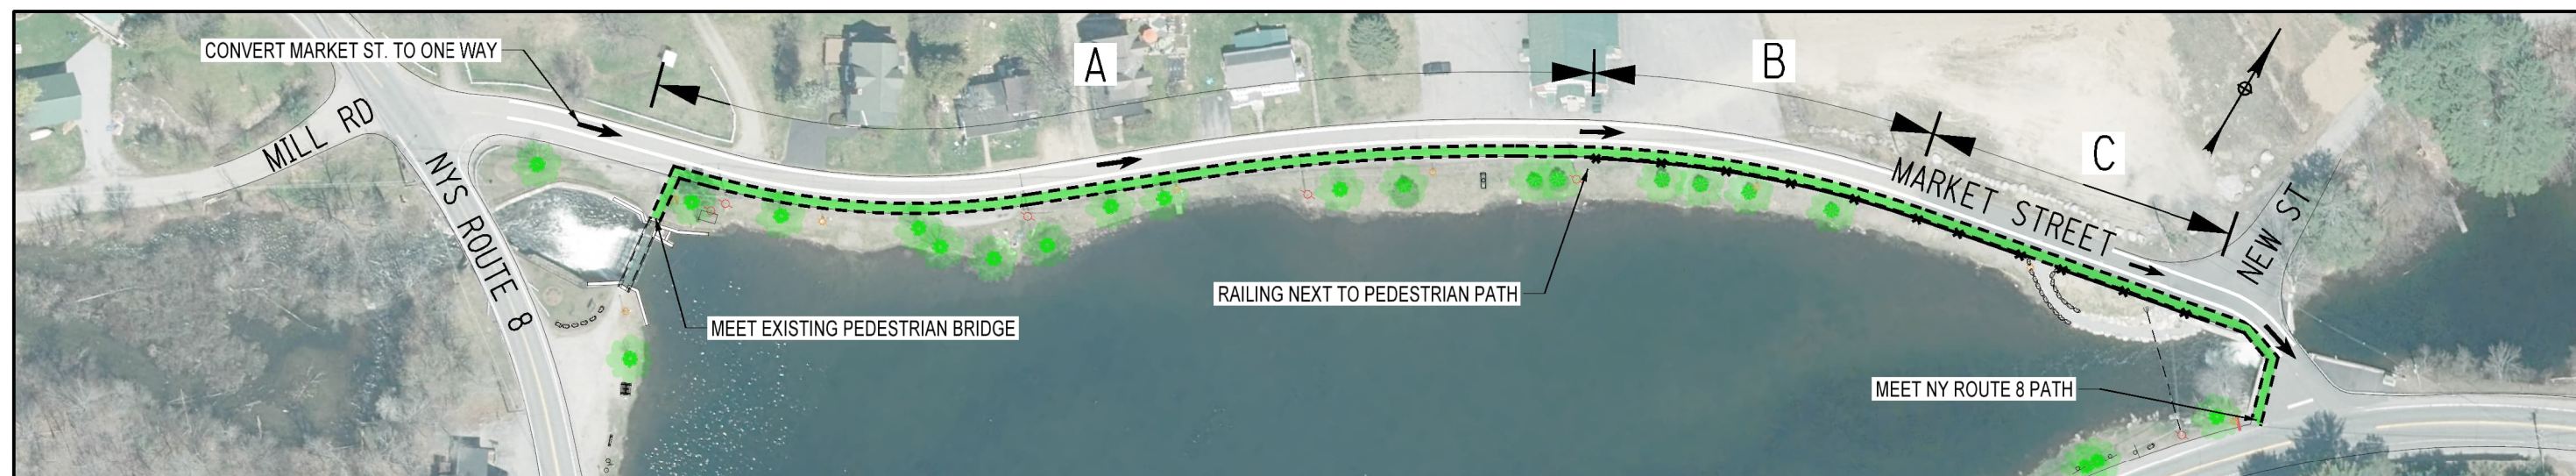 CONVERT MARKET ST. TO ONE WAY
A
B
C
MILL RD
NYS ROUTE 8
MARKET STREET
NEW ST
RAILING NEXT TO PEDESTRIAN PATH
MEET EXISTING PEDESTRIAN BRIDGE
MEET NY ROUTE 8 PATH